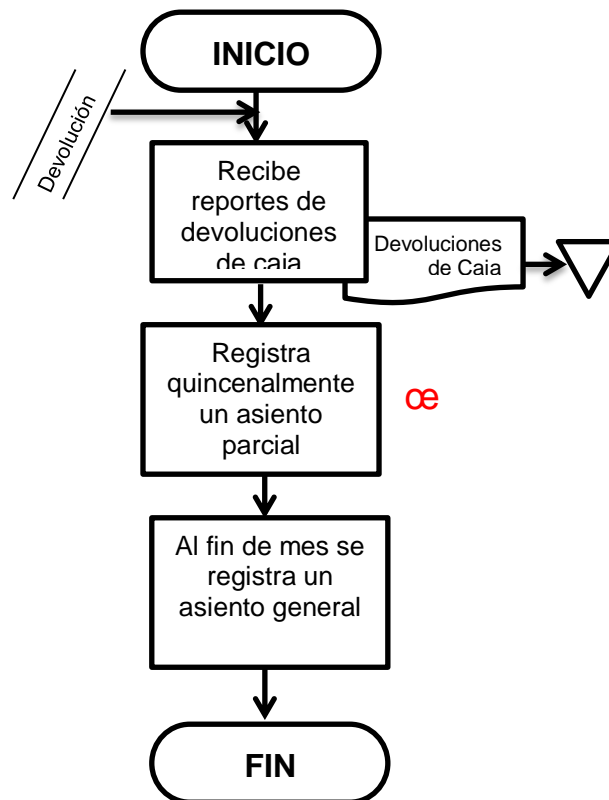 INICIO
Devolución
Recibe
reportes de
devoluciones
de caja
Devoluciones
de Caja
Registra
quincenalmente
un asiento
parcial
œ
Al fin de mes se
registra un
asiento general
FIN